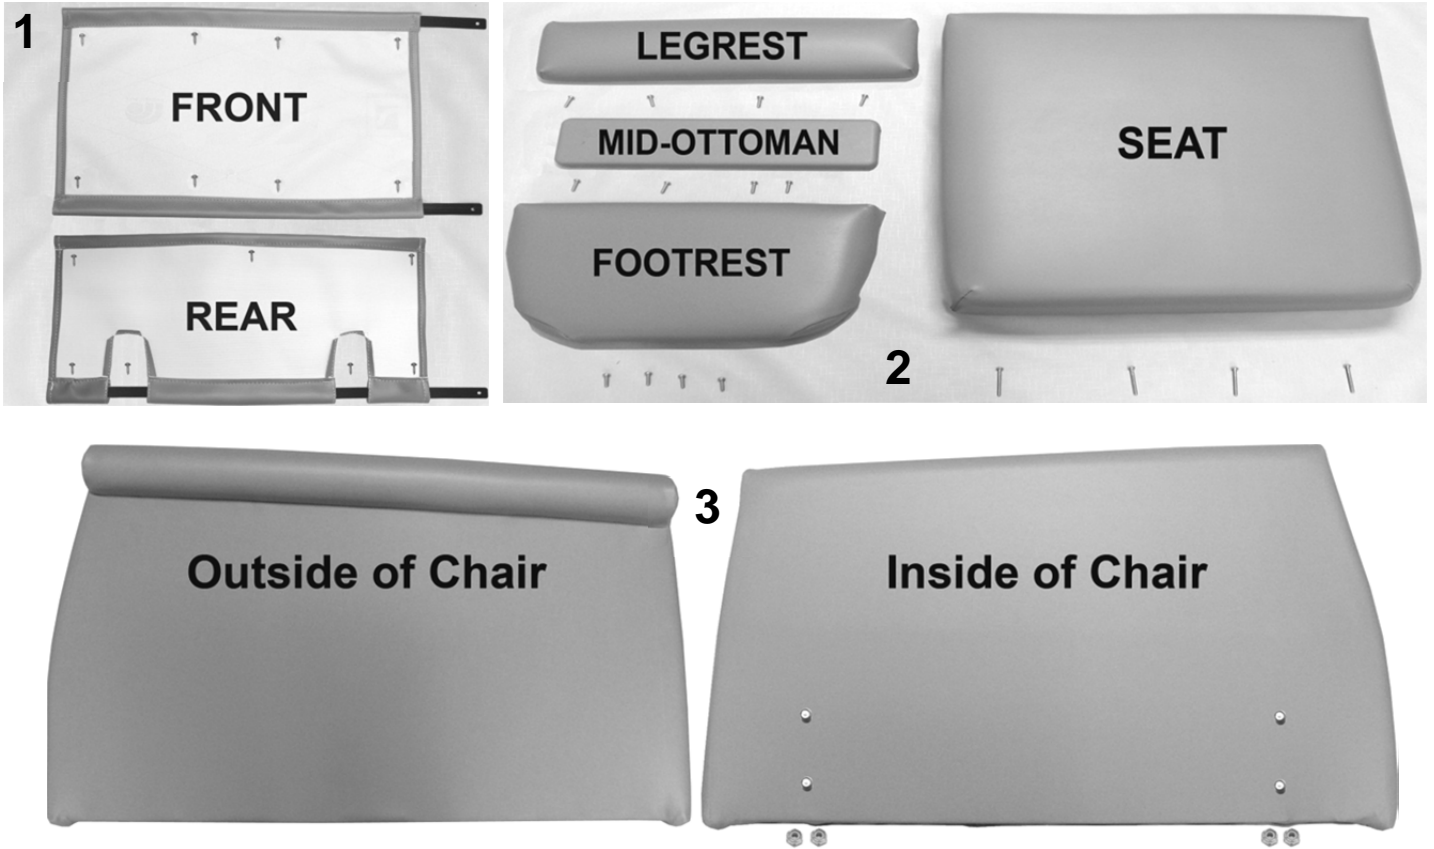 1
FRONT
REAR
LEGREST
MID-OTTOMAN
FOOTREST
2
SEAT
3
Outside of Chair
Inside of Chair